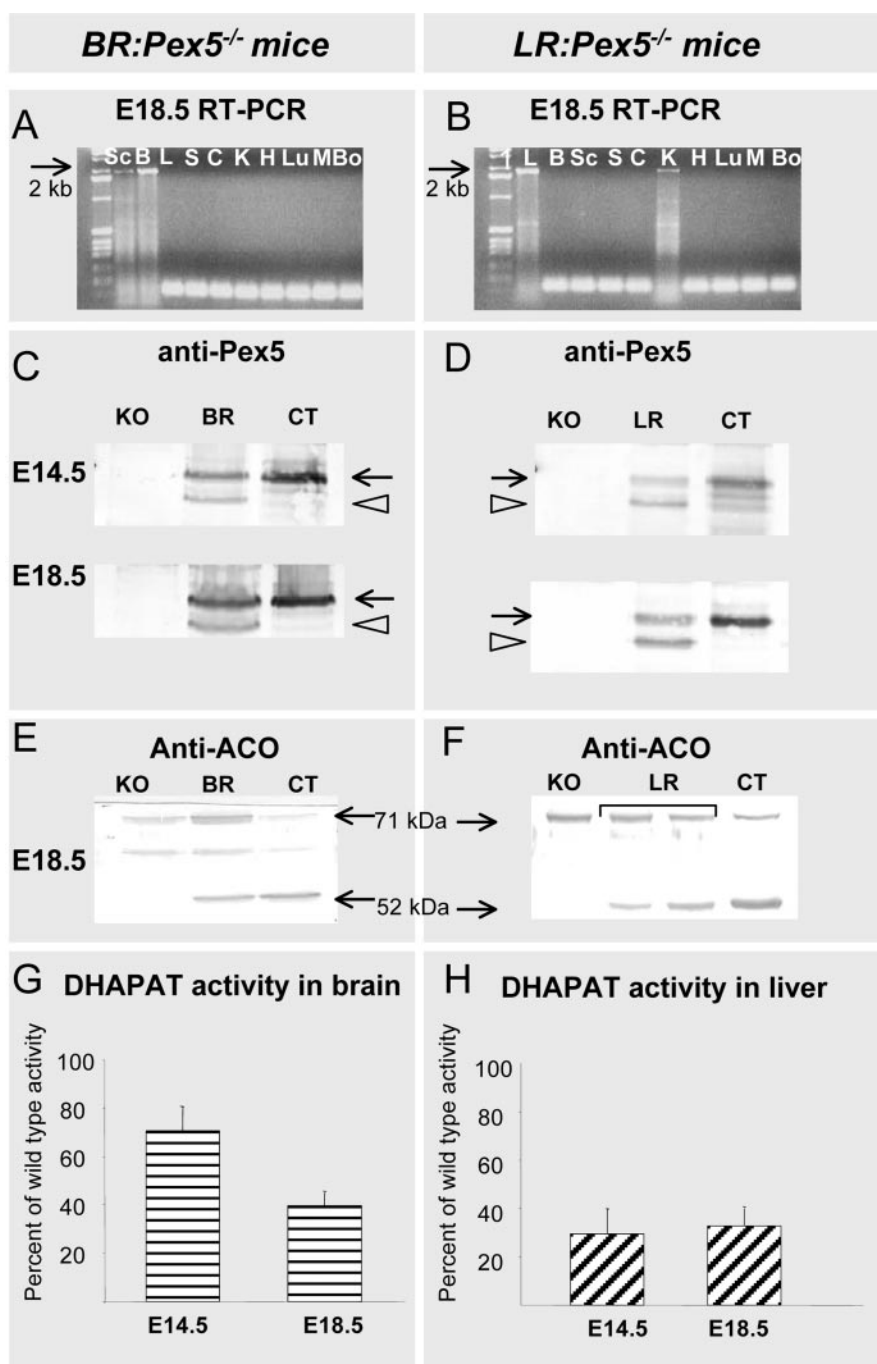 BR:Pex5-/- mice
LR:Pex5-/- mice
A
E18.5 RT-PCR
Sc B L S C K H Lu M Bo
2 kb
B
E18.5 RT-PCR
L B Sc S C K H Lu M Bo
2 kb
C
anti-Pex5
KO BR CT
E14.5
E18.5
D
anti-Pex5
KO LR CT
E
Anti-ACO
KO BR CT
E18.5
71 kDa
52 kDa
F
Anti-ACO
KO LR CT
G
DHAPAT activity in brain
Percent of wild type activity
100
80
60
40
20
E14.5 E18.5
H
DHAPAT activity in liver
Percent of wild type activity
100
80
60
40
20
E14.5 E18.5